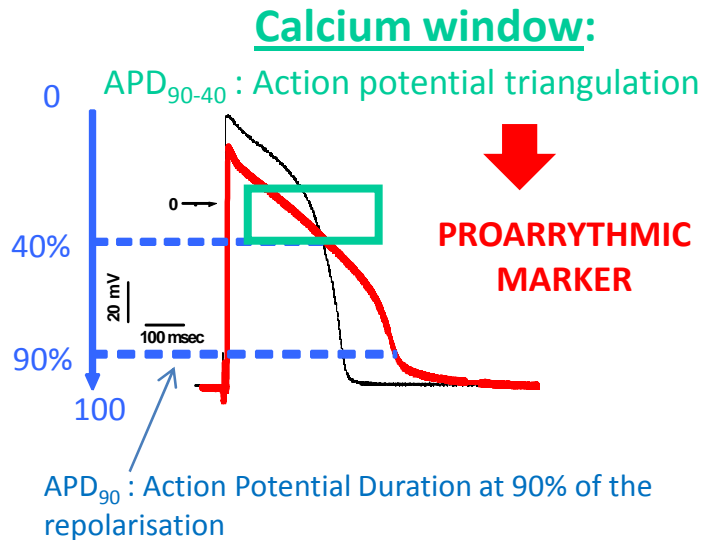 Calcium window:
APD90-40 : Action potential triangulation
0
0
40%
PROARRYTHMIC
MARKER
20 mV
100 msec
90%
100
APD90 : Action Potential Duration at 90% of the
repolarisation